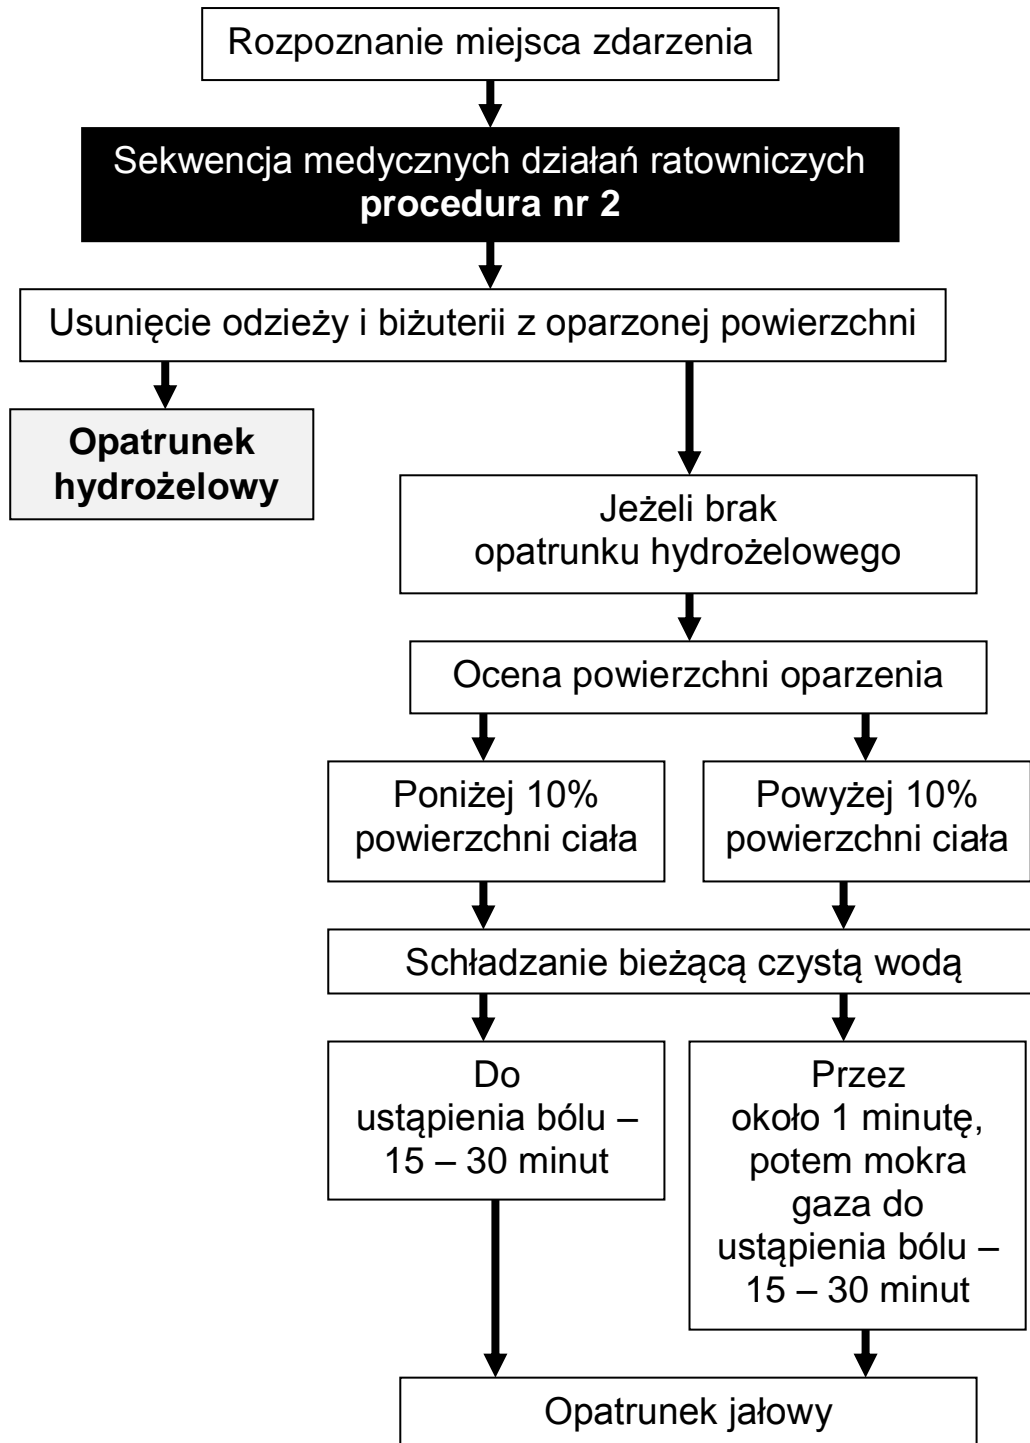 Rozpoznanie miejsca zdarzenia
Sekwencja medycznych działań ratowniczych
procedura nr 2
Usunięcie odzieży i biżuterii z oparzonej powierzchni
Opatrunek
hydrożelowy
Jeżeli brak
opatrunku hydrożelowego
Ocena powierzchni oparzenia
Poniżej 10%
powierzchni ciała
Powyżej 10%
powierzchni ciała
Schładzanie bieżącą czystą wodą
Do
ustąpienia bólu –
15 – 30 minut
Przez
około 1 minutę,
potem mokra
gaza do
ustąpienia bólu –
15 – 30 minut
Opatrunek jałowy